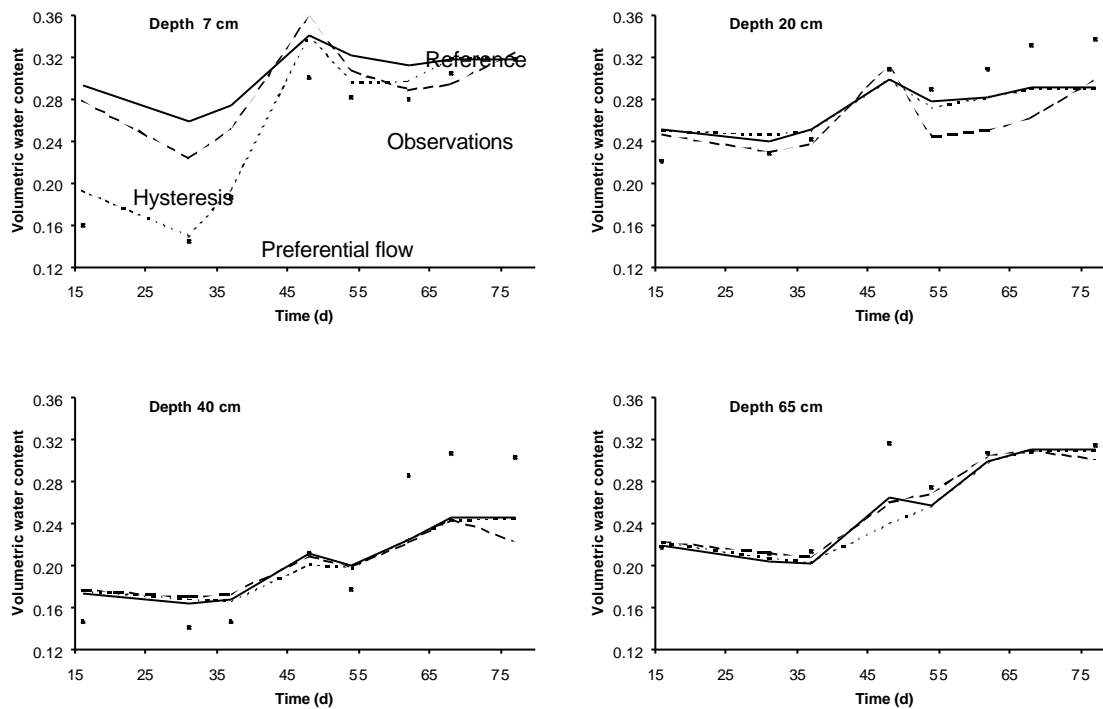 Depth 7 cm
Volumetric water content
0.36
0.32
0.28
0.24
0.20
0.16
0.12
Reference
Observations
Hysteresis
Preferential flow
15 25 35 45 55 65 75
Time (d)
Depth 20 cm
Volumetric water content
0.36
0.32
0.28
0.24
0.20
0.16
0.12
15 25 35 45 55 65 75
Time (d)
Depth 40 cm
Volumetric water content
0.36
0.32
0.28
0.24
0.20
0.16
0.12
15 25 35 45 55 65 75
Time (d)
Depth 65 cm
Volumetric water content
0.36
0.32
0.28
0.24
0.20
0.16
0.12
15 25 35 45 55 65 75
Time (d)